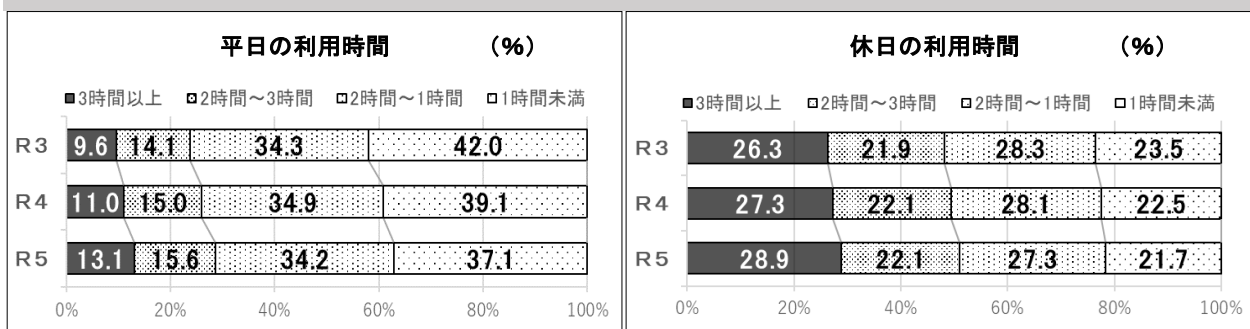 平日の利用時間 （%）
■3時間以上 2時間～3時間 2時間～1時間 1時間未満
R3 9.6 14.1 34.3 42.0
R4 11.0 15.0 34.9 39.1
R5 13.1 15.6 34.2 37.1
0% 20% 40% 60% 80% 100%
休日の利用時間 （%）
■3時間以上 2時間～3時間 2時間～1時間 1時間未満
R3 26.3 21.9 28.3 23.5
R4 27.3 22.1 28.1 22.5
R5 28.9 22.1 27.3 21.7
0% 20% 40% 60% 80% 100%